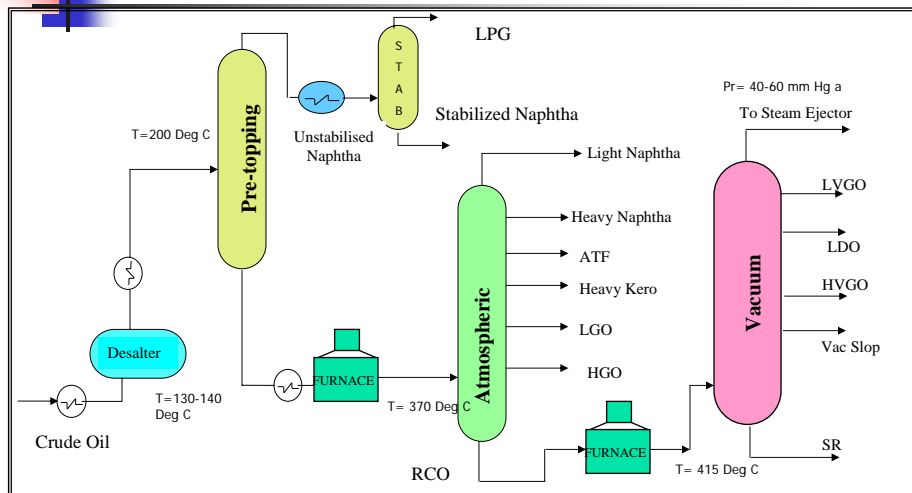 LPG
S
T
A
B
Pr= 40-60 mm Hg a
To Steam Ejector
T=200 Deg C
Pre-topping
Unstabilised
Naphtha
Stabilized Naphtha
Light Naphtha
LVGO
Heavy Naphtha
LDO
ATF
Heavy Kero
HVGO
Vacuum
Atmospheric
LGO
Vac Slop
Desalter
HGO
FURNACE
T=130-140
Deg C
T= 370 Deg C
Crude Oil
FURNACE
SR
RCO
T= 415 Deg C